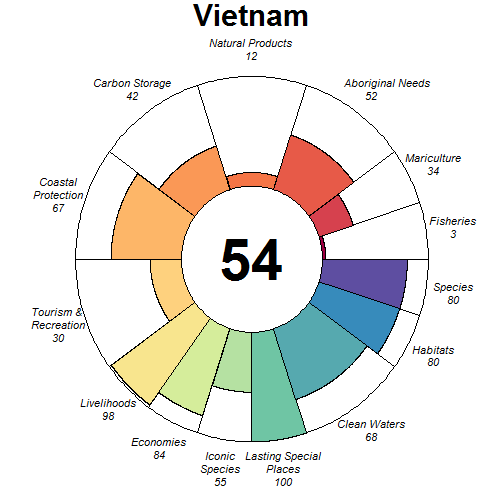 Vietnam
Natural Products
12
Carbon Storage
42
Aboriginal Needs
52
Mariculture
34
Coastal
Protection
67
Fisheries
3
54
Species
80
Tourism &
Recreation
30
Habitats
80
Livelihoods
98
Clean Waters
68
Economies
84
Iconic
Species
55
Lasting Special
Places
100